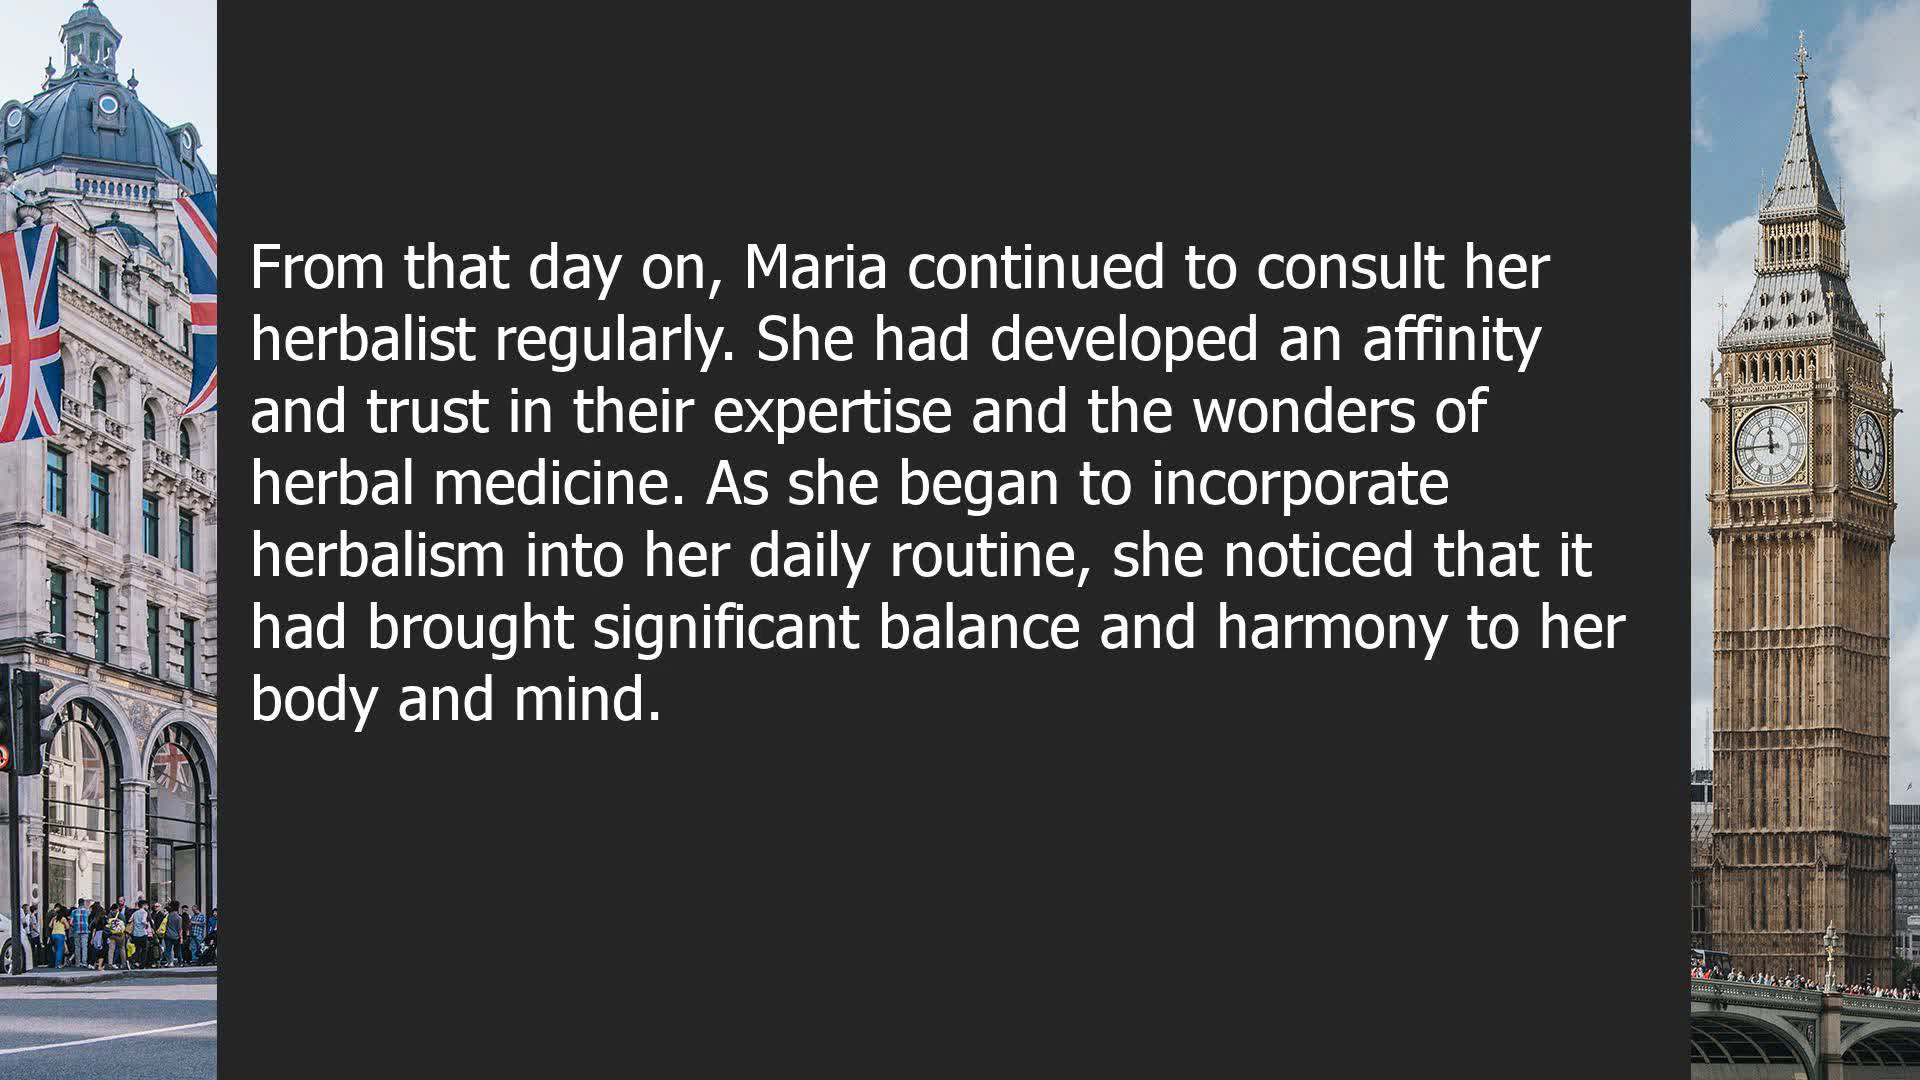 From that day on, Maria continued to consult her
herbalist regularly. She had developed an affinity
and trust in their expertise and the wonders of
herbal medicine. As she began to incorporate
herbalism into her daily routine, she noticed that it
had brought significant balance and harmony to her
body and mind.